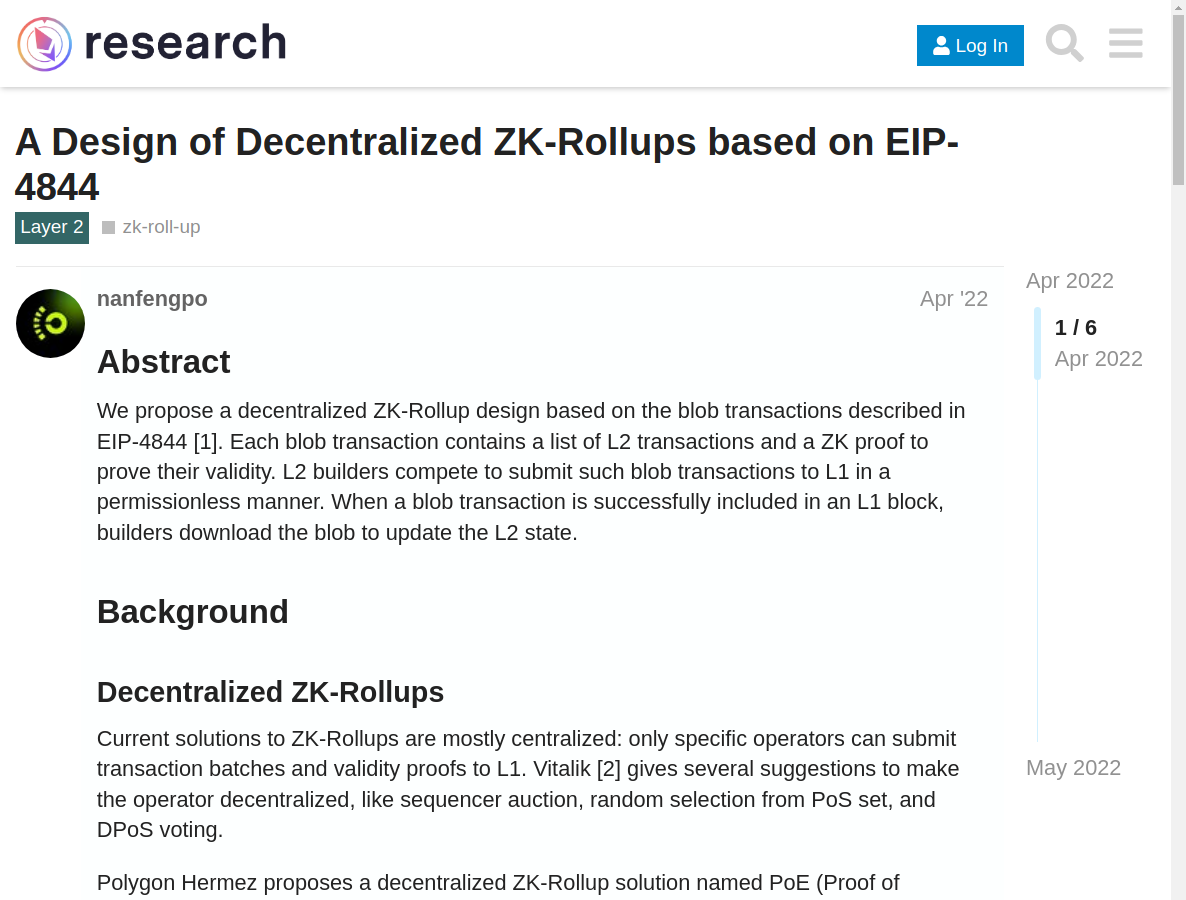 research
Log In
A Design of Decentralized ZK-Rollups based on EIP-
4844
Layer 2
zk-roll-up
nanfengpo
Apr '22
Abstract
We propose a decentralized ZK-Rollup design based on the blob transactions described in
EIP-4844 [1]. Each blob transaction contains a list of L2 transactions and a ZK proof to
prove their validity. L2 builders compete to submit such blob transactions to L1 in a
permissionless manner. When a blob transaction is successfully included in an L1 block,
builders download the blob to update the L2 state.
Background
Decentralized ZK-Rollups
Current solutions to ZK-Rollups are mostly centralized: only specific operators can submit
transaction batches and validity proofs to L1. Vitalik [2] gives several suggestions to make
the operator decentralized, like sequencer auction, random selection from PoS set, and
DPoS voting.
Polygon Hermez proposes a decentralized ZK-Rollup solution named PoE (Proof of
Apr 2022
1 / 6
Apr 2022
May 2022